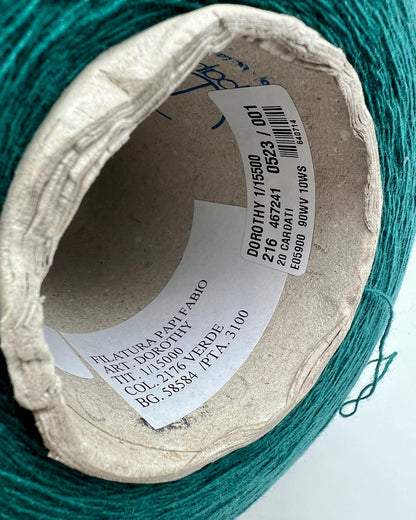 DOROTHY 1/15500
216 467241 0523 / 001
20 CARDATI
E05900 90WV 10WS
640714
FILATURA PAPI FABIO
ART. DOROTHY
TIT. 1/15000
COL. 2176 VERDE
BG. 58584 /PTA. 3100